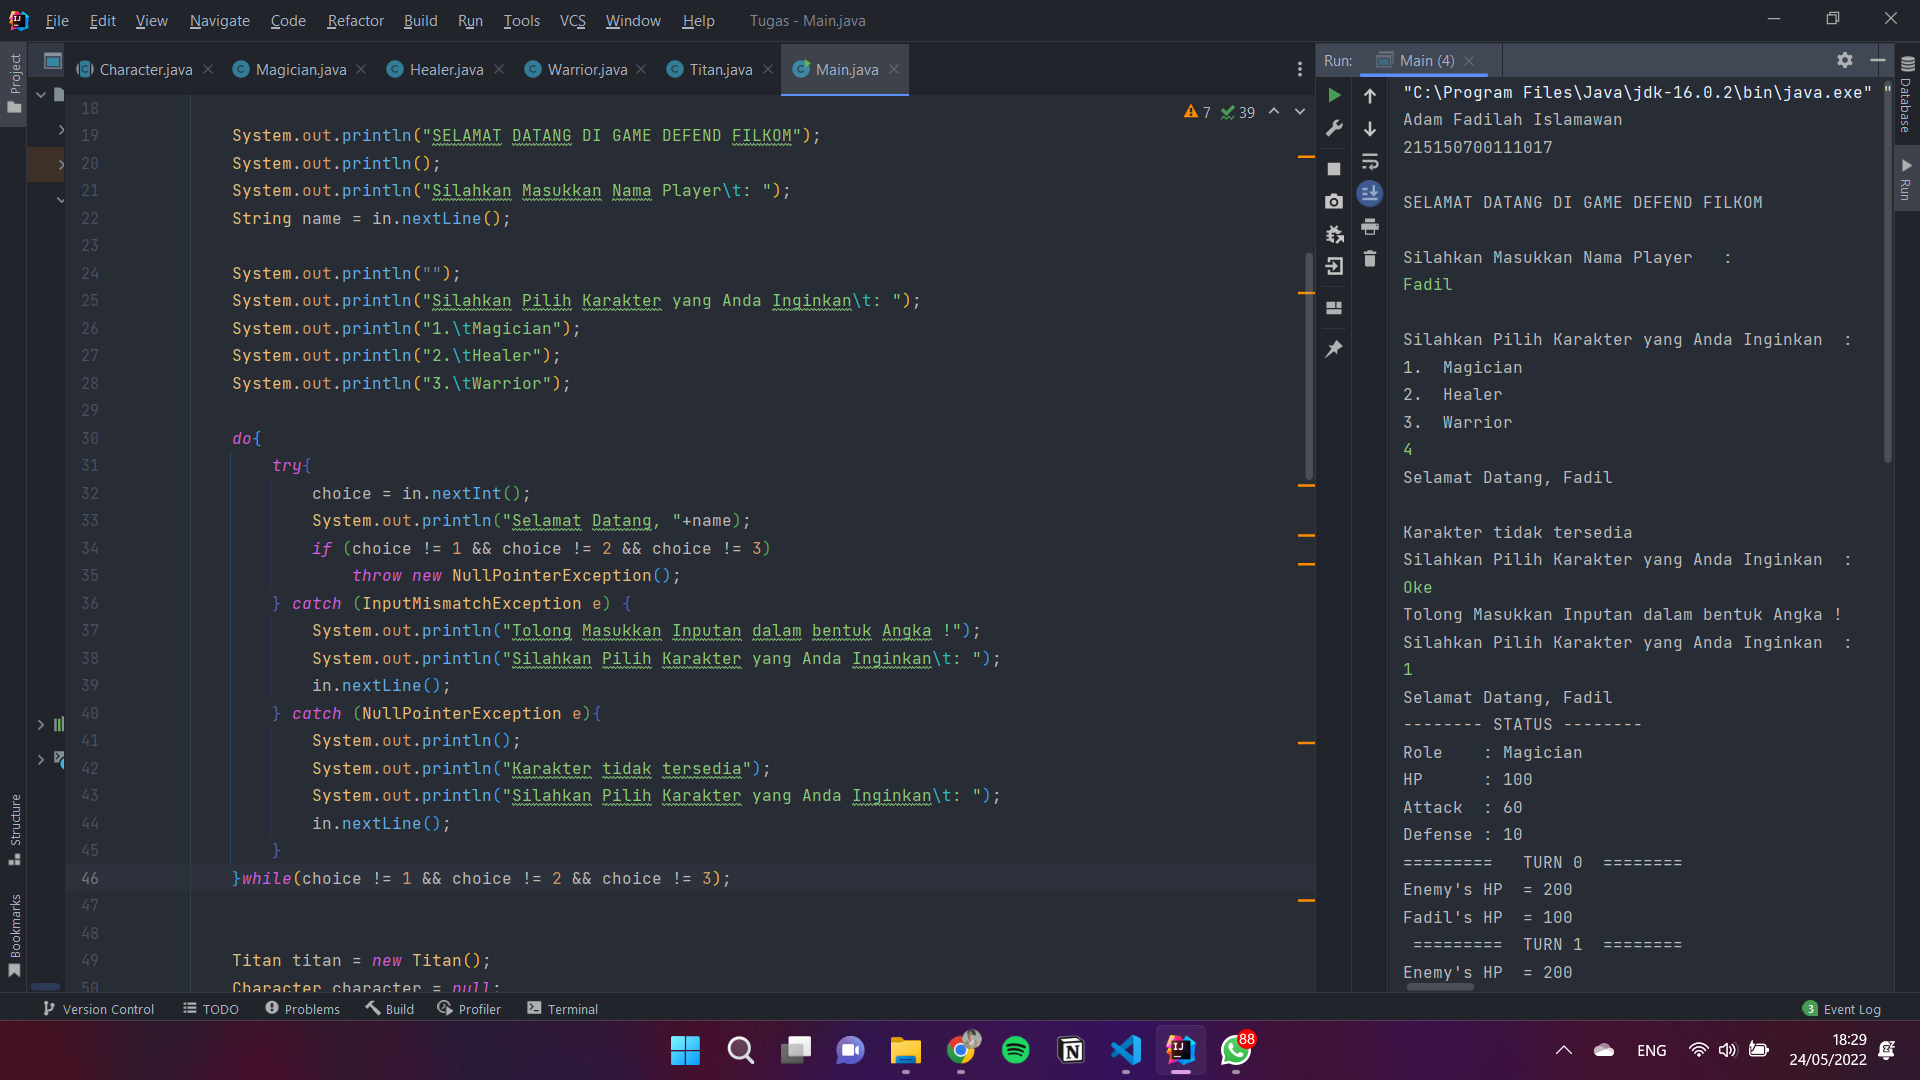 File Edit View Navigate Code Refactor Build Run Tools VCS Window Help Tugas - Main.java
Project
Character.java Magician.java Healer.java Warrior.java Titan.java Main.java
7 39
18
19 System.out.println("SELAMAT DATANG DI GAME DEFEND FILKOM");
20 System.out.println();
21 System.out.println("Silahkan Masukkan Nama Player\t: ");
22 String name = in.nextLine();
23
24 System.out.println("");
25 System.out.println("Silahkan Pilih Karakter yang Anda Inginkan\t: ");
26 System.out.println("1.\tMagician");
27 System.out.println("2.\tHealer");
28 System.out.println("3.\tWarrior");
29
30 do{
31 try{
32 choice = in.nextInt();
33 System.out.println("Selamat Datang, "+name);
34 if (choice != 1 && choice != 2 && choice != 3)
35 throw new NullPointerException();
36 } catch (InputMismatchException e) {
37 System.out.println("Tolong Masukkan Inputan dalam bentuk Angka !");
38 System.out.println("Silahkan Pilih Karakter yang Anda Inginkan\t: ");
39 in.nextLine();
40 } catch (NullPointerException e){
41 System.out.println();
42 System.out.println("Karakter tidak tersedia");
43 System.out.println("Silahkan Pilih Karakter yang Anda Inginkan\t: ");
44 in.nextLine();
45 }
46 }while(choice != 1 && choice != 2 && choice != 3);
47
48
49 Titan titan = new Titan();
50 Character character = null;
Structure
Bookmarks
Run: Main (4)
"C:\Program Files\Java\jdk-16.0.2\bin\java.exe" "
Adam Fadilah Islamawan
215150700111017
SELAMAT DATANG DI GAME DEFEND FILKOM
Silahkan Masukkan Nama Player :
Fadil
Silahkan Pilih Karakter yang Anda Inginkan :
1. Magician
2. Healer
3. Warrior
4
Selamat Datang, Fadil
Karakter tidak tersedia
Silahkan Pilih Karakter yang Anda Inginkan :
Oke
Tolong Masukkan Inputan dalam bentuk Angka !
Silahkan Pilih Karakter yang Anda Inginkan :
1
Selamat Datang, Fadil
-------- STATUS --------
Role : Magician
HP : 100
Attack : 60
Defense : 10
========= TURN 0 ========
Enemy's HP = 200
Fadil's HP = 100
========= TURN 1 ========
Enemy's HP = 200
Database
Run
Version Control TODO Problems Build Profiler Terminal 3 Event Log
88
ENG
18:29
24/05/2022